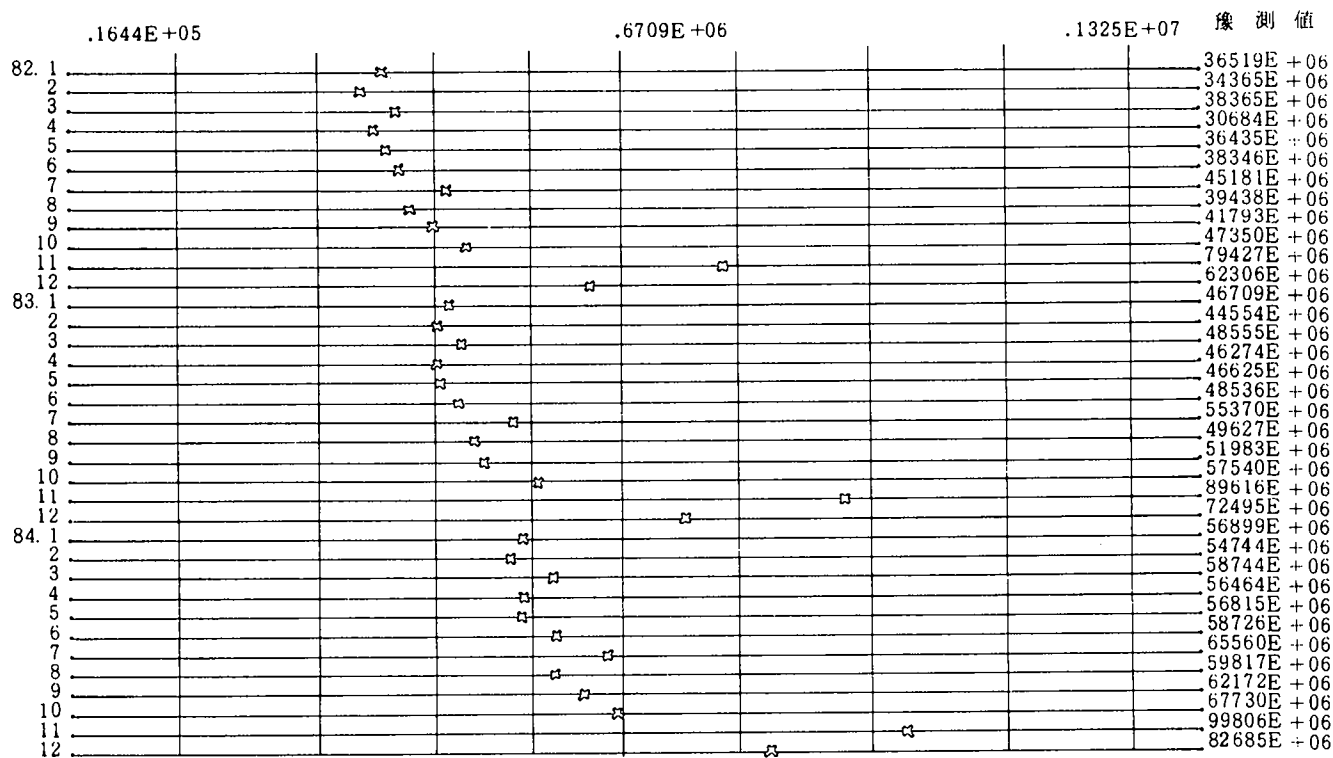 .1644E+05 .6709E+06 .1325E+07 豫測値
82. 1 36519E+06
2 34365E+06
3 38365E+06
4 30684E+06
5 36435E+06
6 38346E+06
7 45181E+06
8 39438E+06
9 41793E+06
10 47350E+06
11 79427E+06
12 62306E+06
83. 1 46709E+06
2 44554E+06
3 48555E+06
4 46274E+06
5 46625E+06
6 48536E+06
7 55370E+06
8 49627E+06
9 51983E+06
10 57540E+06
11 89616E+06
12 72495E+06
84. 1 56899E+06
2 54744E+06
3 58744E+06
4 56464E+06
5 56815E+06
6 58726E+06
7 65560E+06
8 59817E+06
9 62172E+06
10 67730E+06
11 99806E+06
12 82685E+06